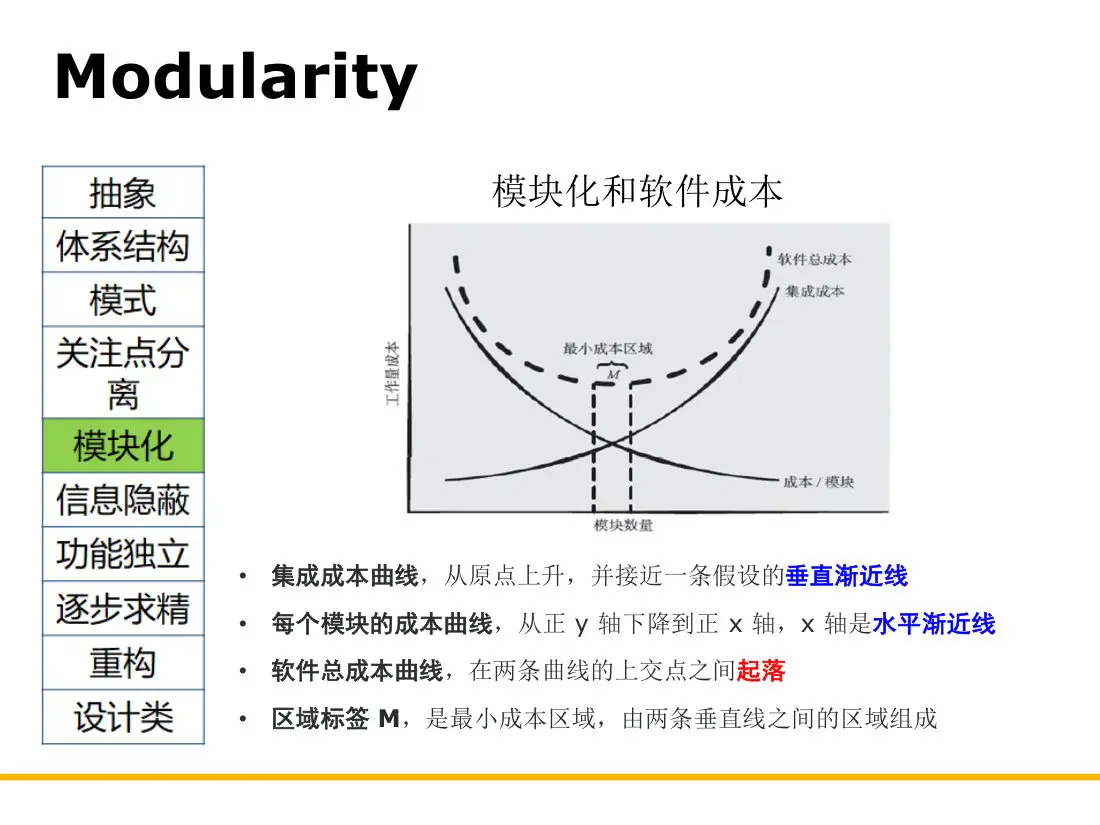 Modularity
抽象
体系结构
模式
关注点分
离
模块化
信息隐蔽
功能独立
逐步求精
重构
设计类
模块化和软件成本
软件总成本
集成成本
最小成本区域
M
工作量成本
成本/模块
模块数量
• 集成成本曲线，从原点上升，并接近一条假设的垂直渐近线
• 每个模块的成本曲线，从正 y 轴下降到正 x 轴，x 轴是水平渐近线
• 软件总成本曲线，在两条曲线的上交点之间起落
• 区域标签 M，是最小成本区域，由两条垂直线之间的区域组成